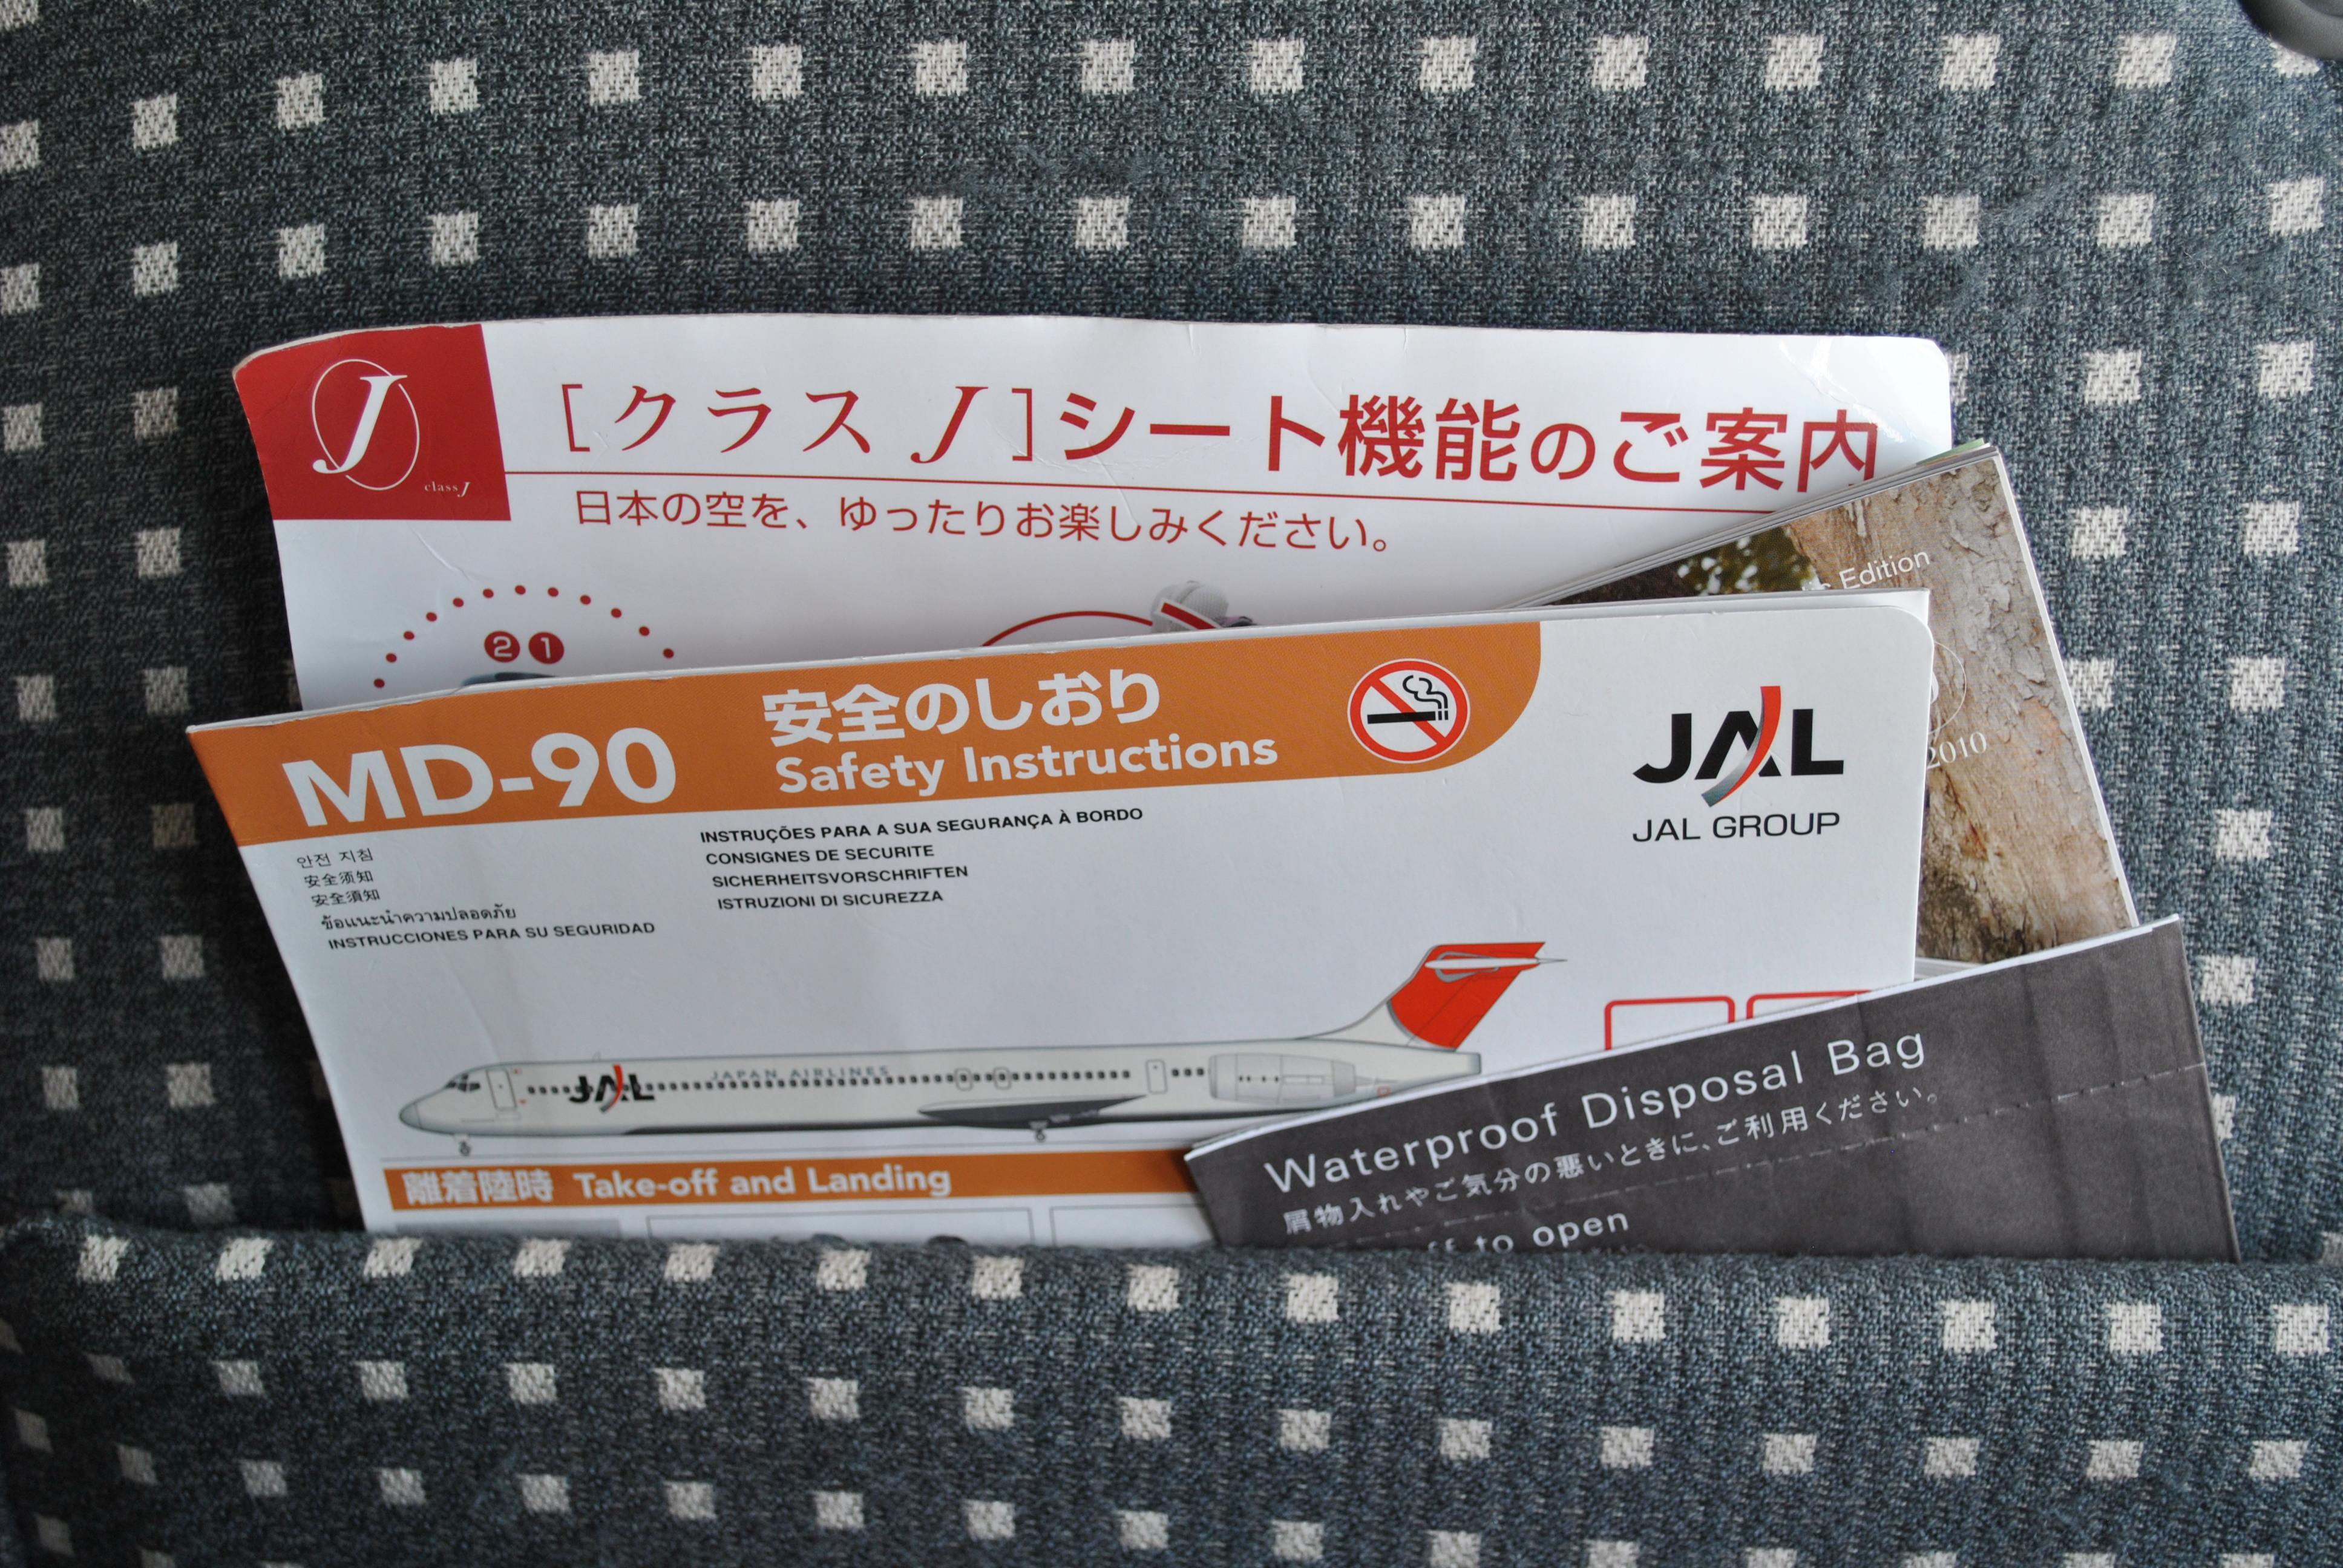 J
class J
[クラス J]シート機能のご案内
日本の空を、ゆったりお楽しみください。
2 1
Edition
2010
MD-90
安全のしおり
Safety Instructions
JAL
JAL GROUP
안전 지침
安全须知
安全須知
ข้อแนะนำความปลอดภัย
INSTRUCCIONES PARA SU SEGURIDAD
INSTRUÇÕES PARA A SUA SEGURANÇA À BORDO
CONSIGNES DE SECURITE
SICHERHEITSVORSCHRIFTEN
ISTRUZIONI DI SICUREZZA
JAL JAPAN AIRLINES
離着陸時 Take-off and Landing
Waterproof Disposal Bag
屑物入れやご気分の悪いときに、ご利用ください。
to open